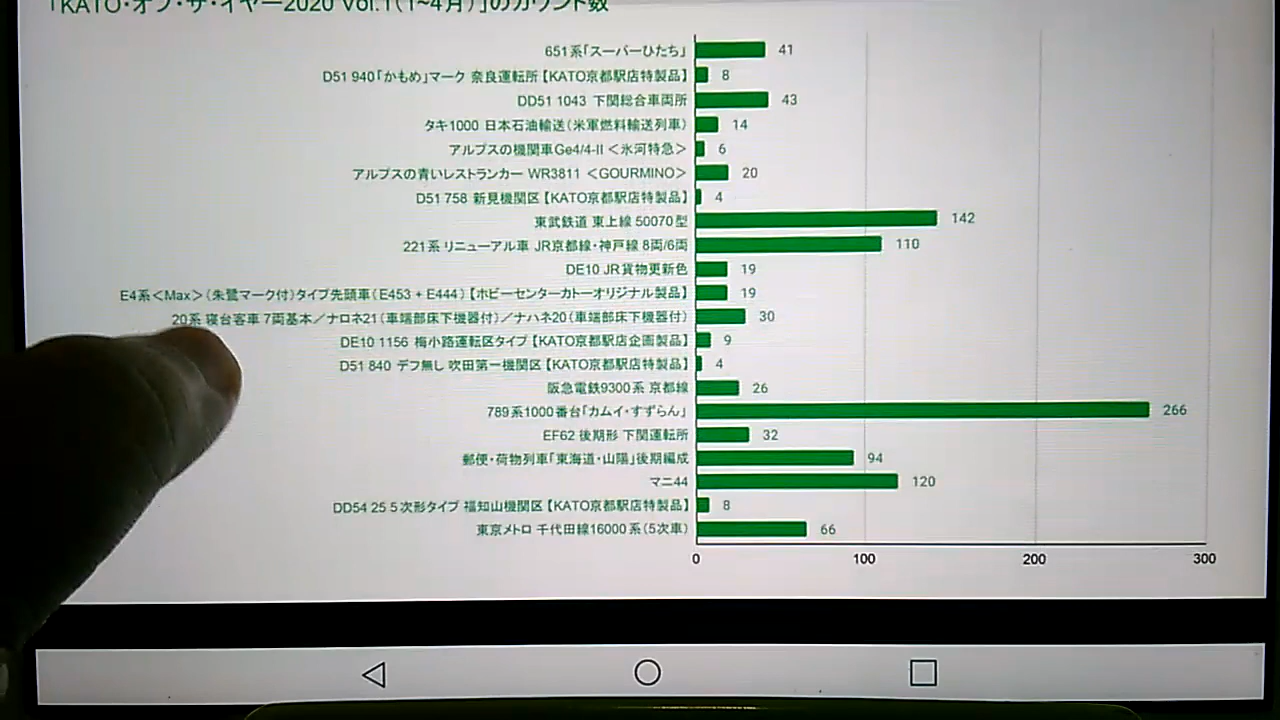 「KATO・オブ・ザ・イヤー2020 Vol.1(1~4月)」のカウント数
651系「スーパーひたち」 41
D51 940「かもめ」マーク 奈良運転所【KATO京都駅店特製品】 8
DD51 1043 下関総合車両所 43
タキ1000 日本石油輸送(米軍燃料輸送列車) 14
アルプスの機関車Ge4/4-II <氷河特急> 6
アルプスの青いレストランカー WR3811 <GOURMINO> 20
D51 758 新見機関区【KATO京都駅店特製品】 4
東武鉄道 東上線 50070型 142
221系 リニューアル車 JR京都線・神戸線 8両/6両 110
DE10 JR貨物更新色 19
E4系<Max>(朱鷺マーク付)タイプ先頭車(E453 + E444)【ホビーセンターカトーオリジナル製品】 19
20系 寝台客車 7両基本/ナロネ21(車端部床下機器付)/ナハネ20(車端部床下機器付) 30
DE10 1156 梅小路運転区タイプ【KATO京都駅店企画製品】 9
D51 840 デフ無し 吹田第一機関区【KATO京都駅店特製品】 4
阪急電鉄9300系 京都線 26
789系1000番台「カムイ・すずらん」 266
EF62 後期形 下関運転所 32
郵便・荷物列車「東海道・山陽」後期編成 94
マニ44 120
DD54 25 5次形タイプ 福知山機関区【KATO京都駅店特製品】 8
東京メトロ 千代田線16000系(5次車) 66
0 100 200 300